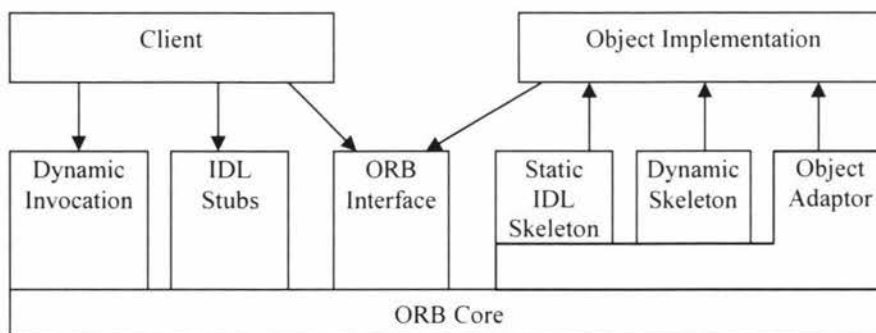 Client
Object Implementation
Dynamic
Invocation
IDL
Stubs
ORB
Interface
Static
IDL
Skeleton
Dynamic
Skeleton
Object
Adaptor
ORB Core